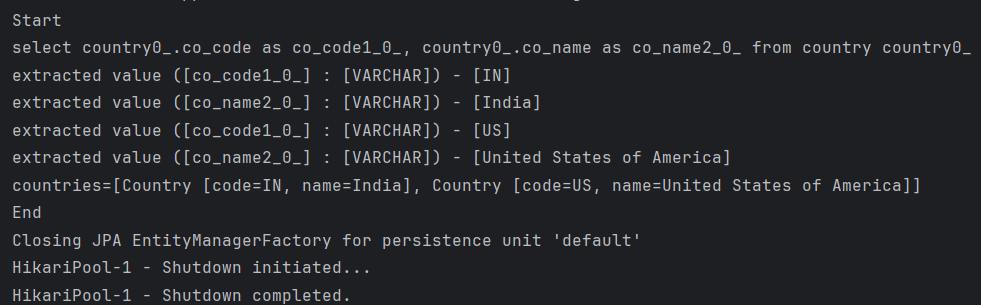 Start
select country0_.co_code as co_code1_0_, country0_.co_name as co_name2_0_ from country country0_
extracted value ([co_code1_0_] : [VARCHAR]) - [IN]
extracted value ([co_name2_0_] : [VARCHAR]) - [India]
extracted value ([co_code1_0_] : [VARCHAR]) - [US]
extracted value ([co_name2_0_] : [VARCHAR]) - [United States of America]
countries=[Country [code=IN, name=India], Country [code=US, name=United States of America]]
End
Closing JPA EntityManagerFactory for persistence unit 'default'
HikariPool-1 - Shutdown initiated...
HikariPool-1 - Shutdown completed.